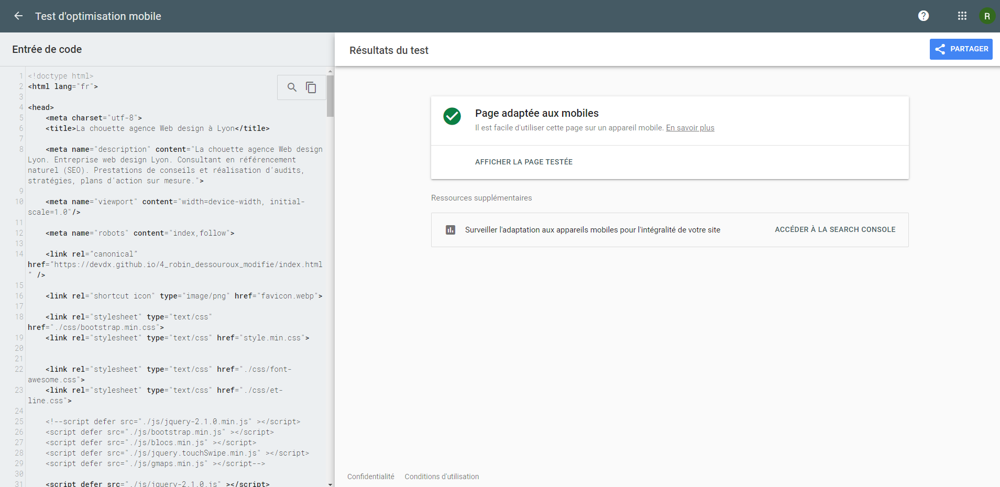 Test d'optimisation mobile
?
R
Entrée de code
Résultats du test
PARTAGER
1 <!doctype html>
2 <html lang="fr">
3
4 <head>
5 <meta charset="utf-8">
6 <title>La chouette agence Web design à Lyon</title>
7
8 <meta name="description" content="La chouette agence Web design
Lyon. Entreprise web design Lyon. Consultant en référencement
naturel (SEO). Prestations de conseils et réalisation d'audits,
stratégies, plans d'action sur mesure.">
9
10 <meta name="viewport" content="width=device-width, initial-
scale=1.0"/>
11
12 <meta name="robots" content="index,follow">
13
14 <link rel="canonical"
href="https://devdx.github.io/4_robin_dessouroux_modifie/index.html
" />
15
16 <link rel="shortcut icon" type="image/png" href="favicon.webp">
17
18 <link rel="stylesheet" type="text/css"
href="./css/bootstrap.min.css">
19 <link rel="stylesheet" type="text/css" href="style.min.css">
20
21
22 <link rel="stylesheet" type="text/css" href="./css/font-
awesome.css">
23 <link rel="stylesheet" type="text/css" href="./css/et-
line.css">
24
25 <!--script defer src="./js/jquery-2.1.0.min.js" ></script>
26 <script defer src="./js/bootstrap.min.js" ></script>
27 <script defer src="./js/blocs.min.js" ></script>
28 <script defer src="./js/jquery.touchSwipe.min.js" ></script>
29 <script defer src="./js/gmaps.min.js" ></script-->
30
31 <script defer src="./js/jquery-2.1.0.js" ></script>
Page adaptée aux mobiles
Il est facile d'utiliser cette page sur un appareil mobile. En savoir plus
AFFICHER LA PAGE TESTÉE
Ressources supplémentaires
Surveiller l'adaptation aux appareils mobiles pour l'intégralité de votre site
ACCÉDER À LA SEARCH CONSOLE
Confidentialité
Conditions d'utilisation